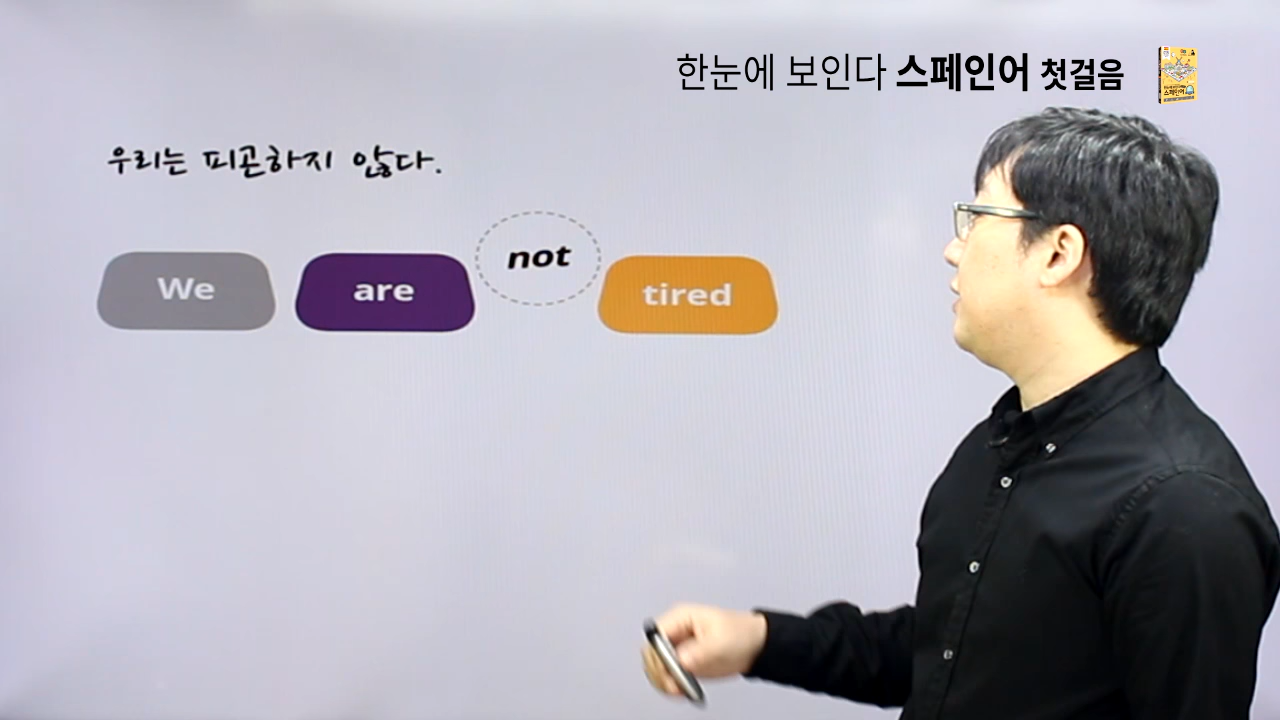 한눈에 보인다 스페인어 첫걸음
우리는 피곤하지 않다.
We are not tired